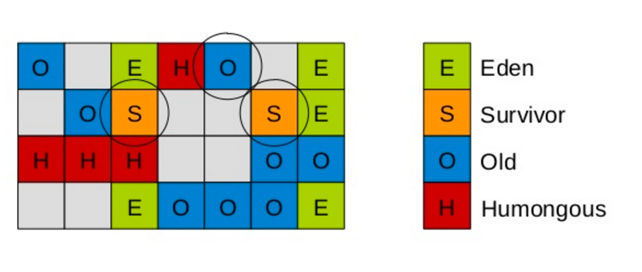 O E H O E
O S S E
H H H O O
E O O O E
E Eden
S Survivor
O Old
H Humongous